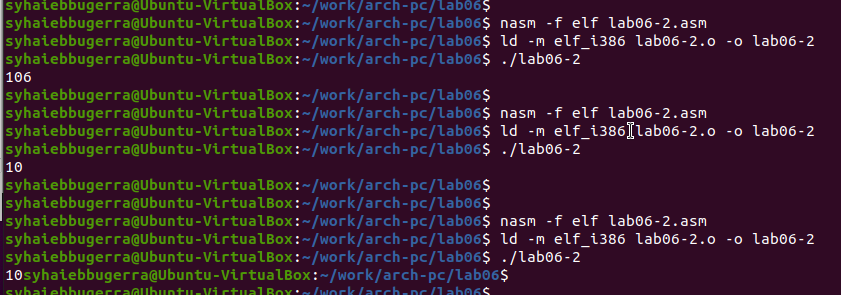 syhaiebbugerra@Ubuntu-VirtualBox:~/work/arch-pc/lab06$
syhaiebbugerra@Ubuntu-VirtualBox:~/work/arch-pc/lab06$ nasm -f elf lab06-2.asm
syhaiebbugerra@Ubuntu-VirtualBox:~/work/arch-pc/lab06$ ld -m elf_i386 lab06-2.o -o lab06-2
syhaiebbugerra@Ubuntu-VirtualBox:~/work/arch-pc/lab06$ ./lab06-2
106
syhaiebbugerra@Ubuntu-VirtualBox:~/work/arch-pc/lab06$
syhaiebbugerra@Ubuntu-VirtualBox:~/work/arch-pc/lab06$ nasm -f elf lab06-2.asm
syhaiebbugerra@Ubuntu-VirtualBox:~/work/arch-pc/lab06$ ld -m elf_i386 lab06-2.o -o lab06-2
syhaiebbugerra@Ubuntu-VirtualBox:~/work/arch-pc/lab06$ ./lab06-2
10
syhaiebbugerra@Ubuntu-VirtualBox:~/work/arch-pc/lab06$
syhaiebbugerra@Ubuntu-VirtualBox:~/work/arch-pc/lab06$
syhaiebbugerra@Ubuntu-VirtualBox:~/work/arch-pc/lab06$ nasm -f elf lab06-2.asm
syhaiebbugerra@Ubuntu-VirtualBox:~/work/arch-pc/lab06$ ld -m elf_i386 lab06-2.o -o lab06-2
syhaiebbugerra@Ubuntu-VirtualBox:~/work/arch-pc/lab06$ ./lab06-2
10syhaiebbugerra@Ubuntu-VirtualBox:~/work/arch-pc/lab06$
syhaiebbugerra@Ubuntu-VirtualBox:~/work/arch-pc/lab06$